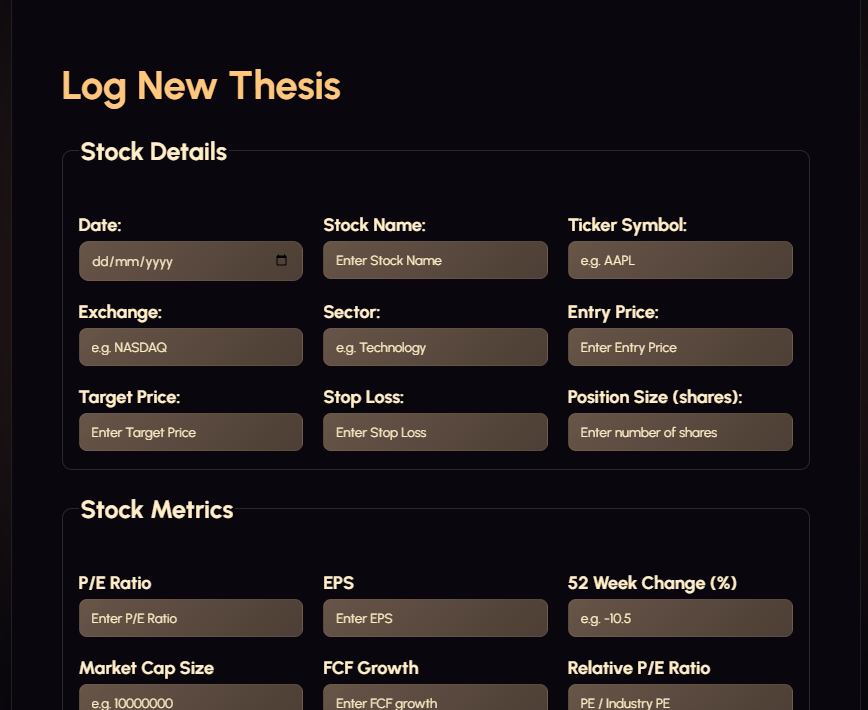 Log New Thesis
Stock Details
Date: Stock Name: Ticker Symbol:
dd/mm/yyyy Enter Stock Name e.g. AAPL
Exchange: Sector: Entry Price:
e.g. NASDAQ e.g. Technology Enter Entry Price
Target Price: Stop Loss: Position Size (shares):
Enter Target Price Enter Stop Loss Enter number of shares
Stock Metrics
P/E Ratio EPS 52 Week Change (%)
Enter P/E Ratio Enter EPS e.g. -10.5
Market Cap Size FCF Growth Relative P/E Ratio
e.g. 10000000 Enter FCF growth PE / Industry PE